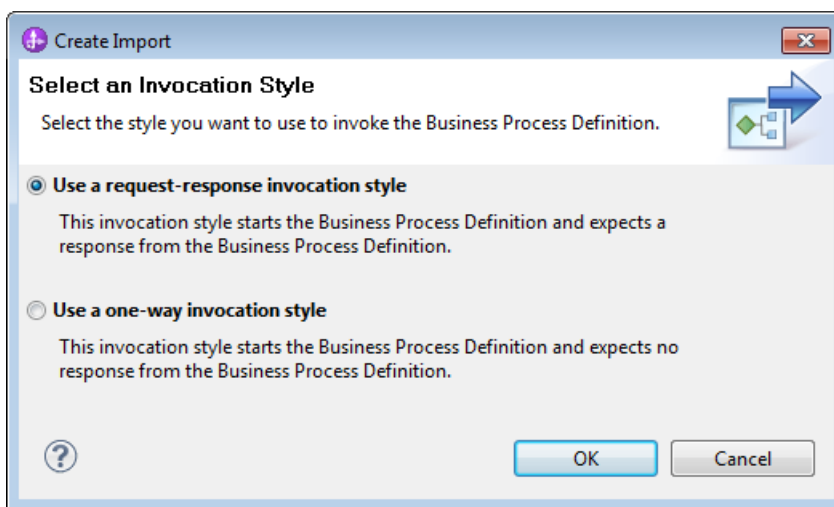 Create Import
Select an Invocation Style
Select the style you want to use to invoke the Business Process Definition.
Use a request-response invocation style
This invocation style starts the Business Process Definition and expects a
response from the Business Process Definition.
Use a one-way invocation style
This invocation style starts the Business Process Definition and expects no
response from the Business Process Definition.
?
OK
Cancel